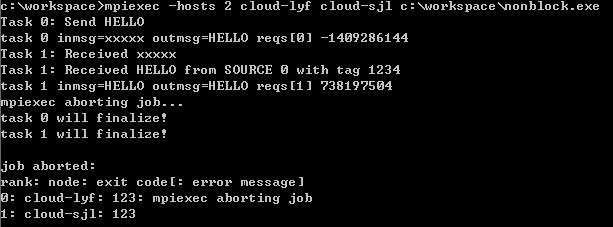 c:\workspace>mpiexec -hosts 2 cloud-lyf cloud-sjl c:\workspace\nonblock.exe
Task 0: Send HELLO
task 0 inmsg=xxxxx outmsg=HELLO reqs[0] -1409286144
Task 1: Received xxxxx
Task 1: Received HELLO from SOURCE 0 with tag 1234
task 1 inmsg=HELLO outmsg=HELLO reqs[1] 738197504
mpiexec aborting job...
task 0 will finalize!
task 1 will finalize!
job aborted:
rank: node: exit code[: error message]
0: cloud-lyf: 123: mpiexec aborting job
1: cloud-sjl: 123